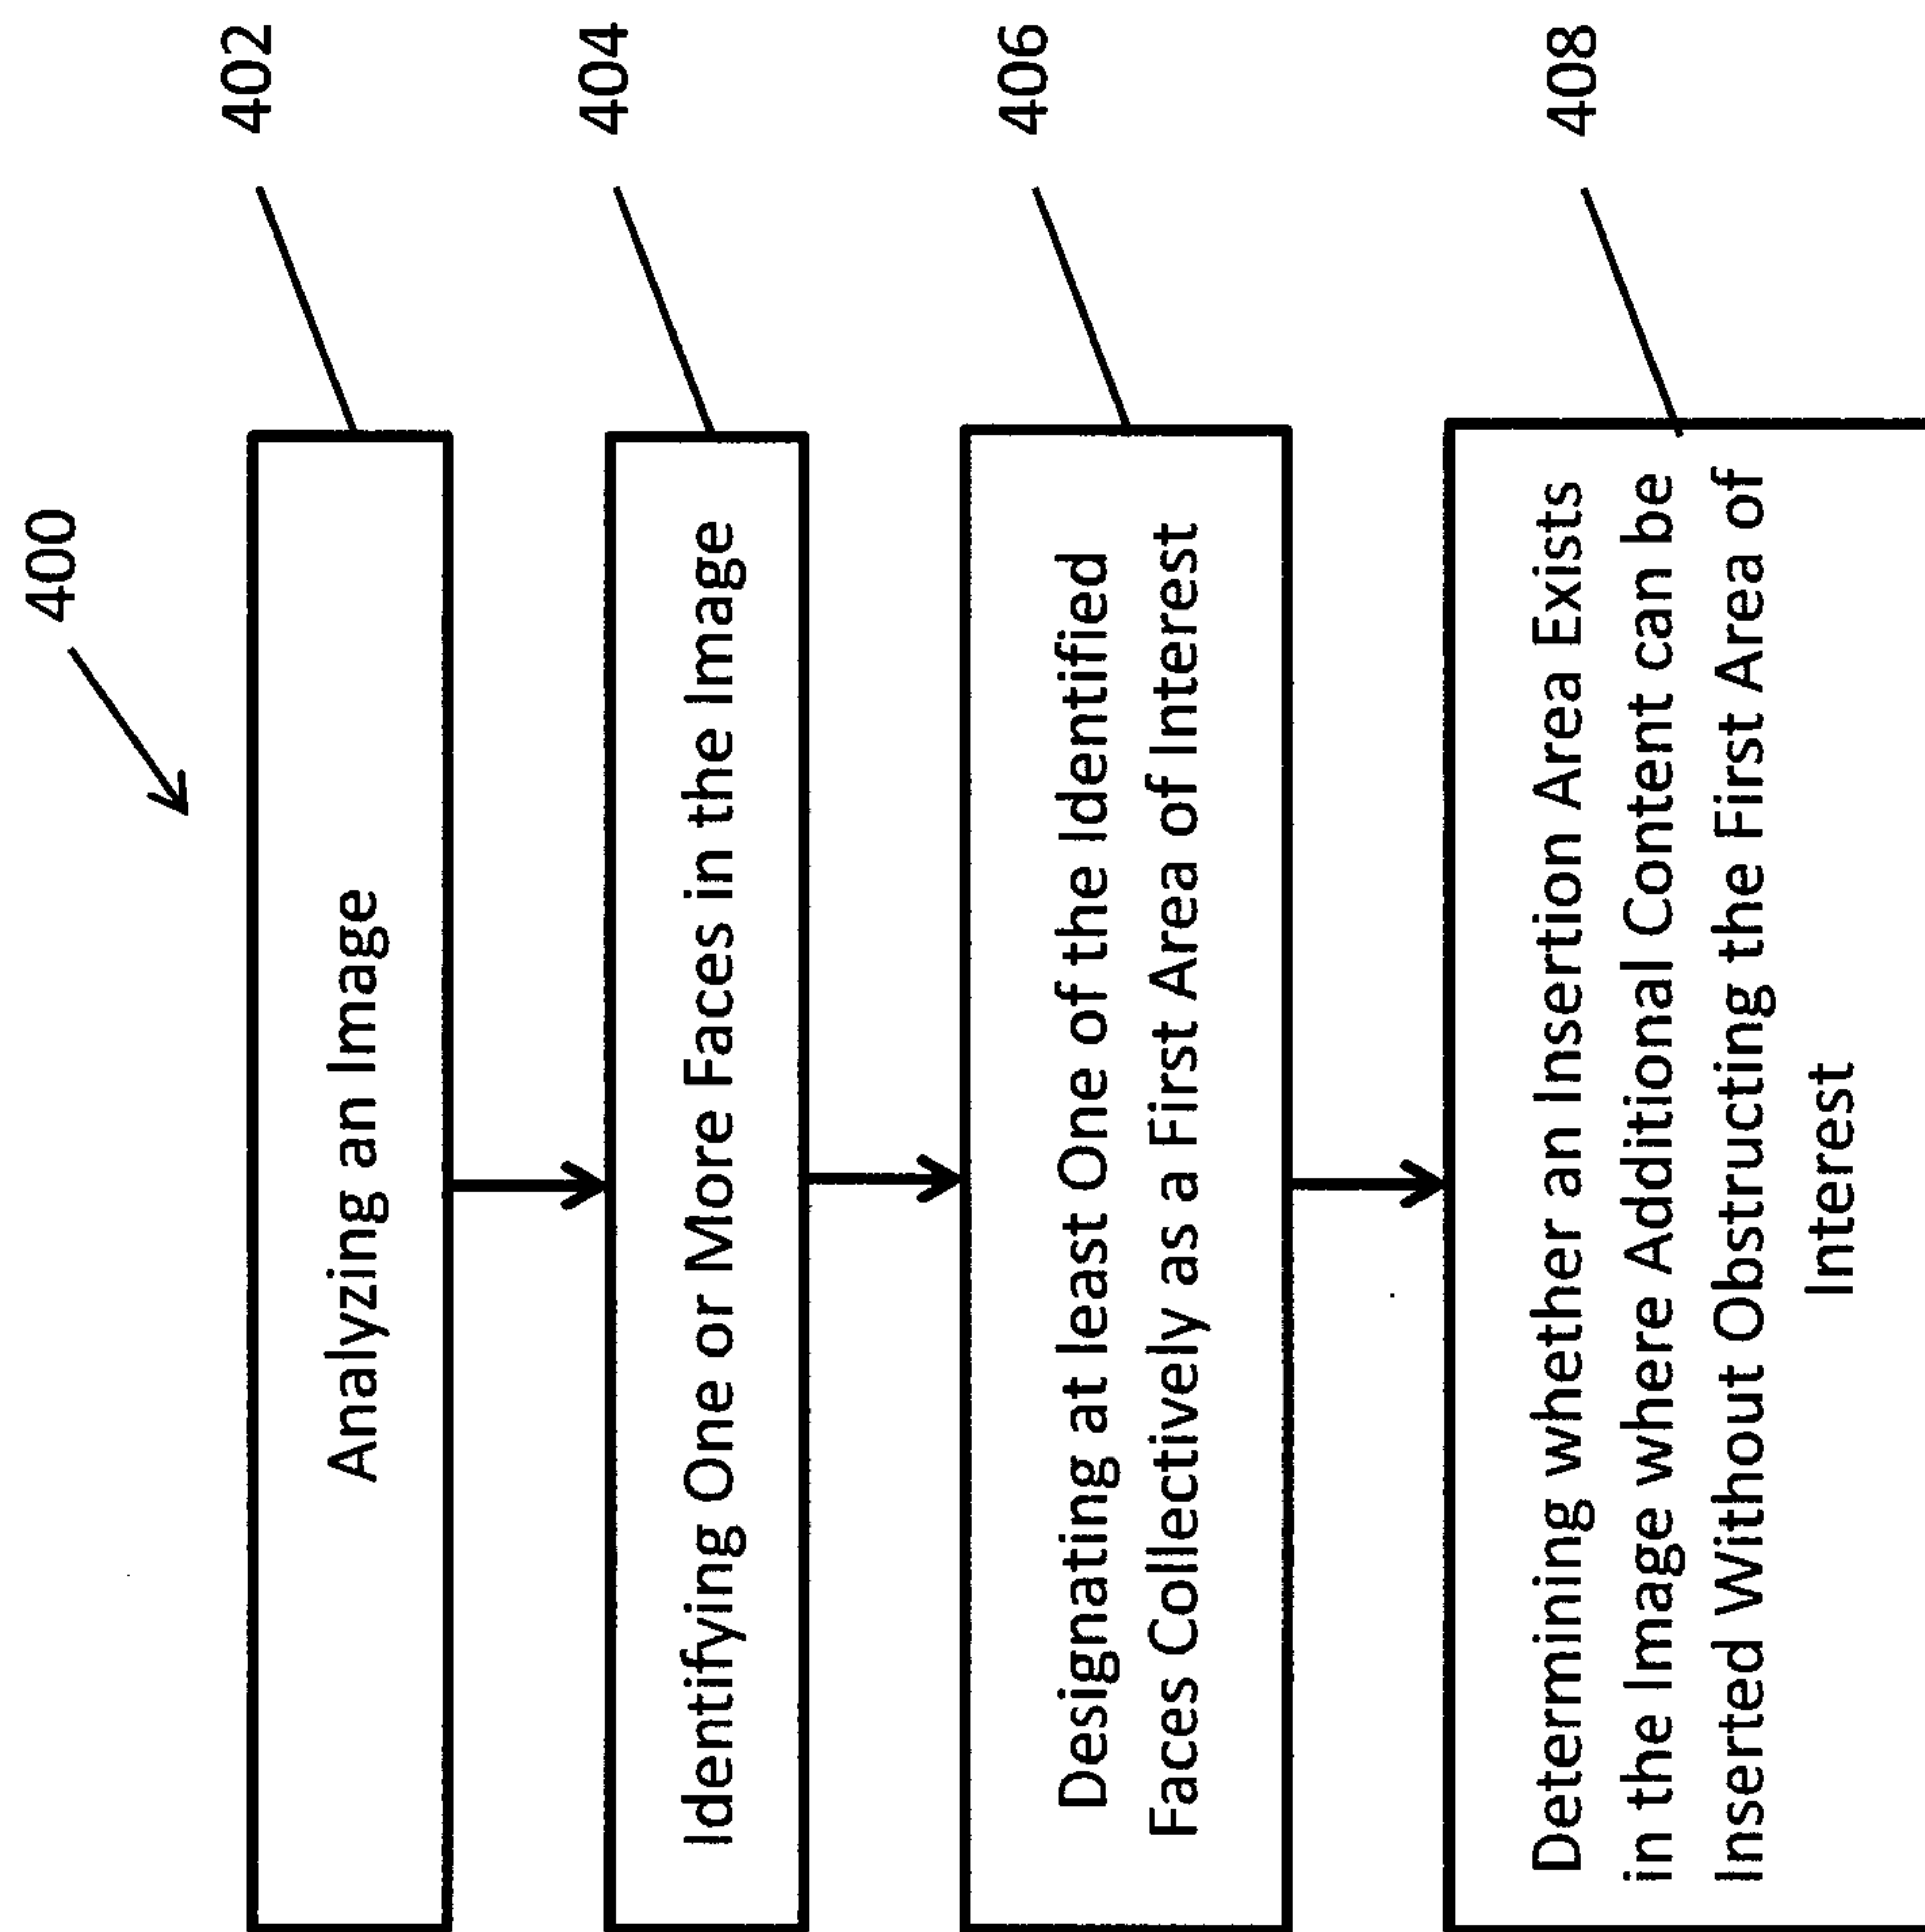 400
402
Analyzing an Image
404
Identifying One or More Faces in the Image
406
Designating at least One of the Identified
Faces Collectively as a First Area of Interest
408
Determining whether an Insertion Area Exists
in the Image where Additional Content can be
Inserted Without Obstructing the First Area of
Interest